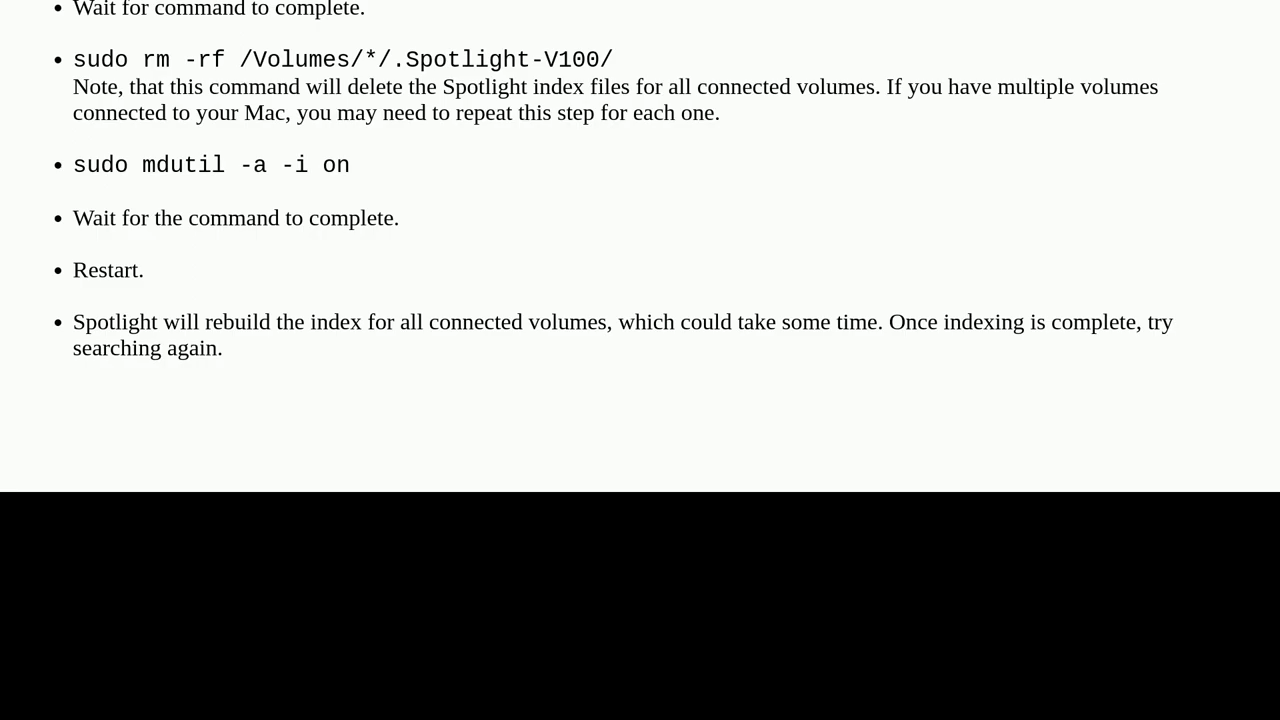 Wait for command to complete.
sudo rm -rf /Volumes/*/.Spotlight-V100/
Note, that this command will delete the Spotlight index files for all connected volumes. If you have multiple volumes
connected to your Mac, you may need to repeat this step for each one.
sudo mdutil -a -i on
Wait for the command to complete.
Restart.
Spotlight will rebuild the index for all connected volumes, which could take some time. Once indexing is complete, try
searching again.